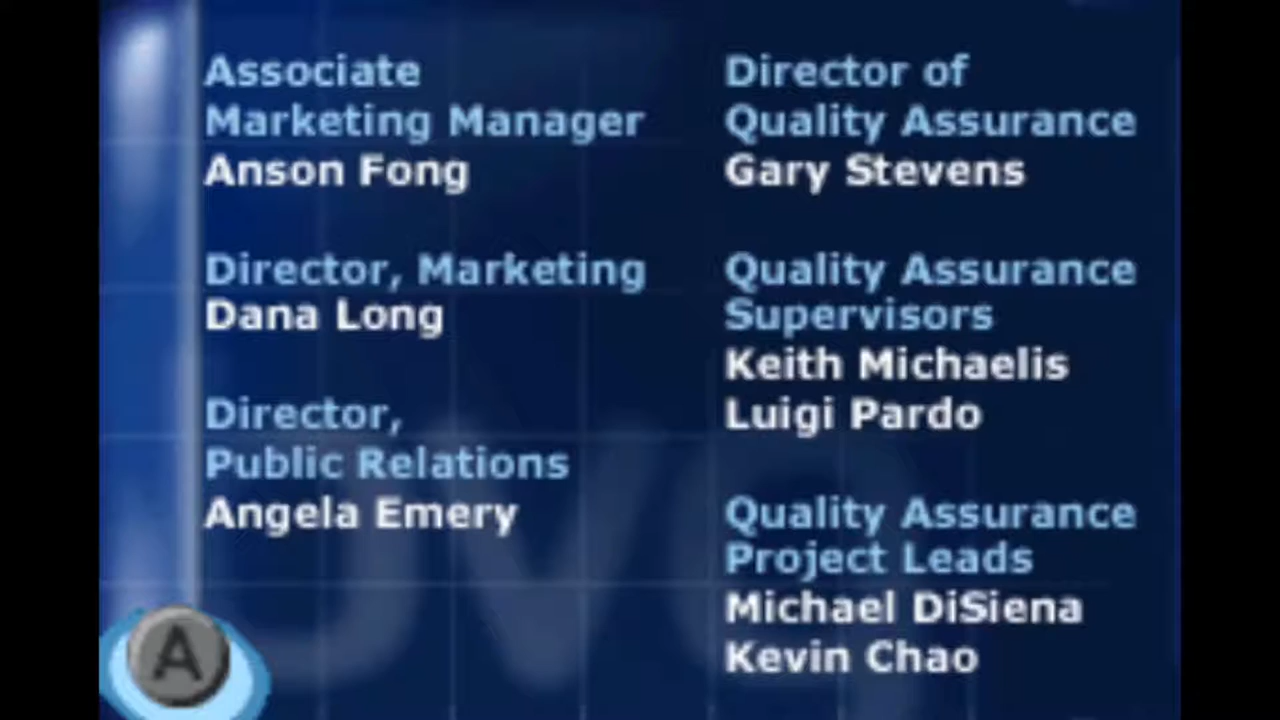 Associate
Marketing Manager
Anson Fong
Director, Marketing
Dana Long
Director,
Public Relations
Angela Emery
Director of
Quality Assurance
Gary Stevens
Quality Assurance
Supervisors
Keith Michaelis
Luigi Pardo
Quality Assurance
Project Leads
Michael DiSiena
Kevin Chao
A